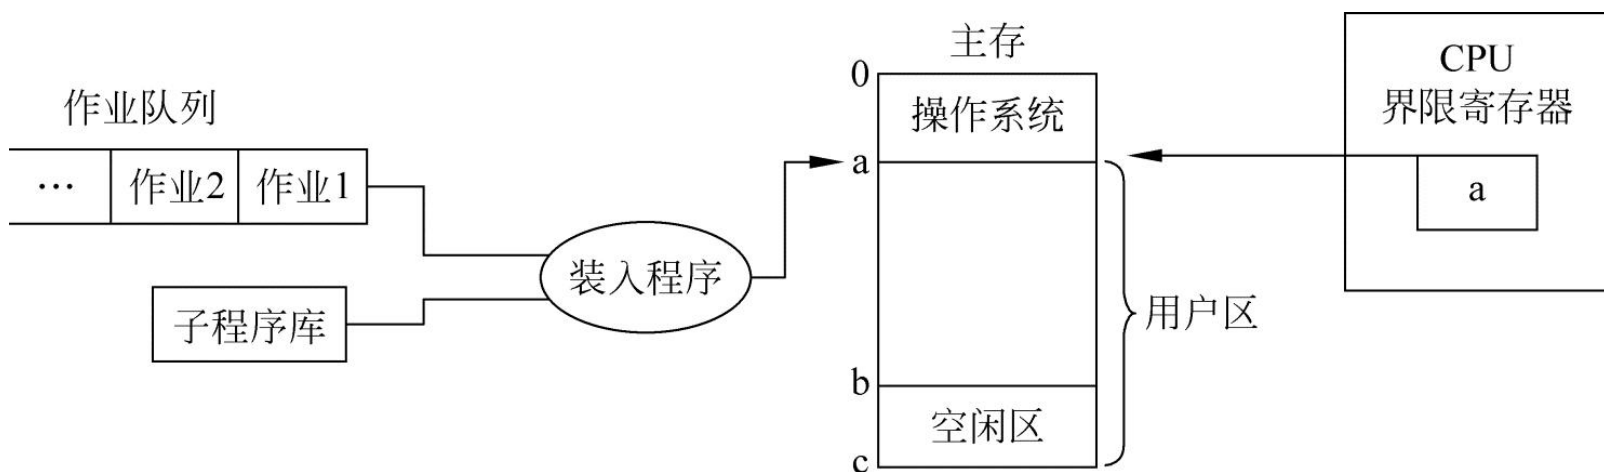 作业队列
… 作业2 作业1
子程序库
装入程序
主存
0
操作系统
a
b
空闲区
c
用户区
CPU
界限寄存器
a